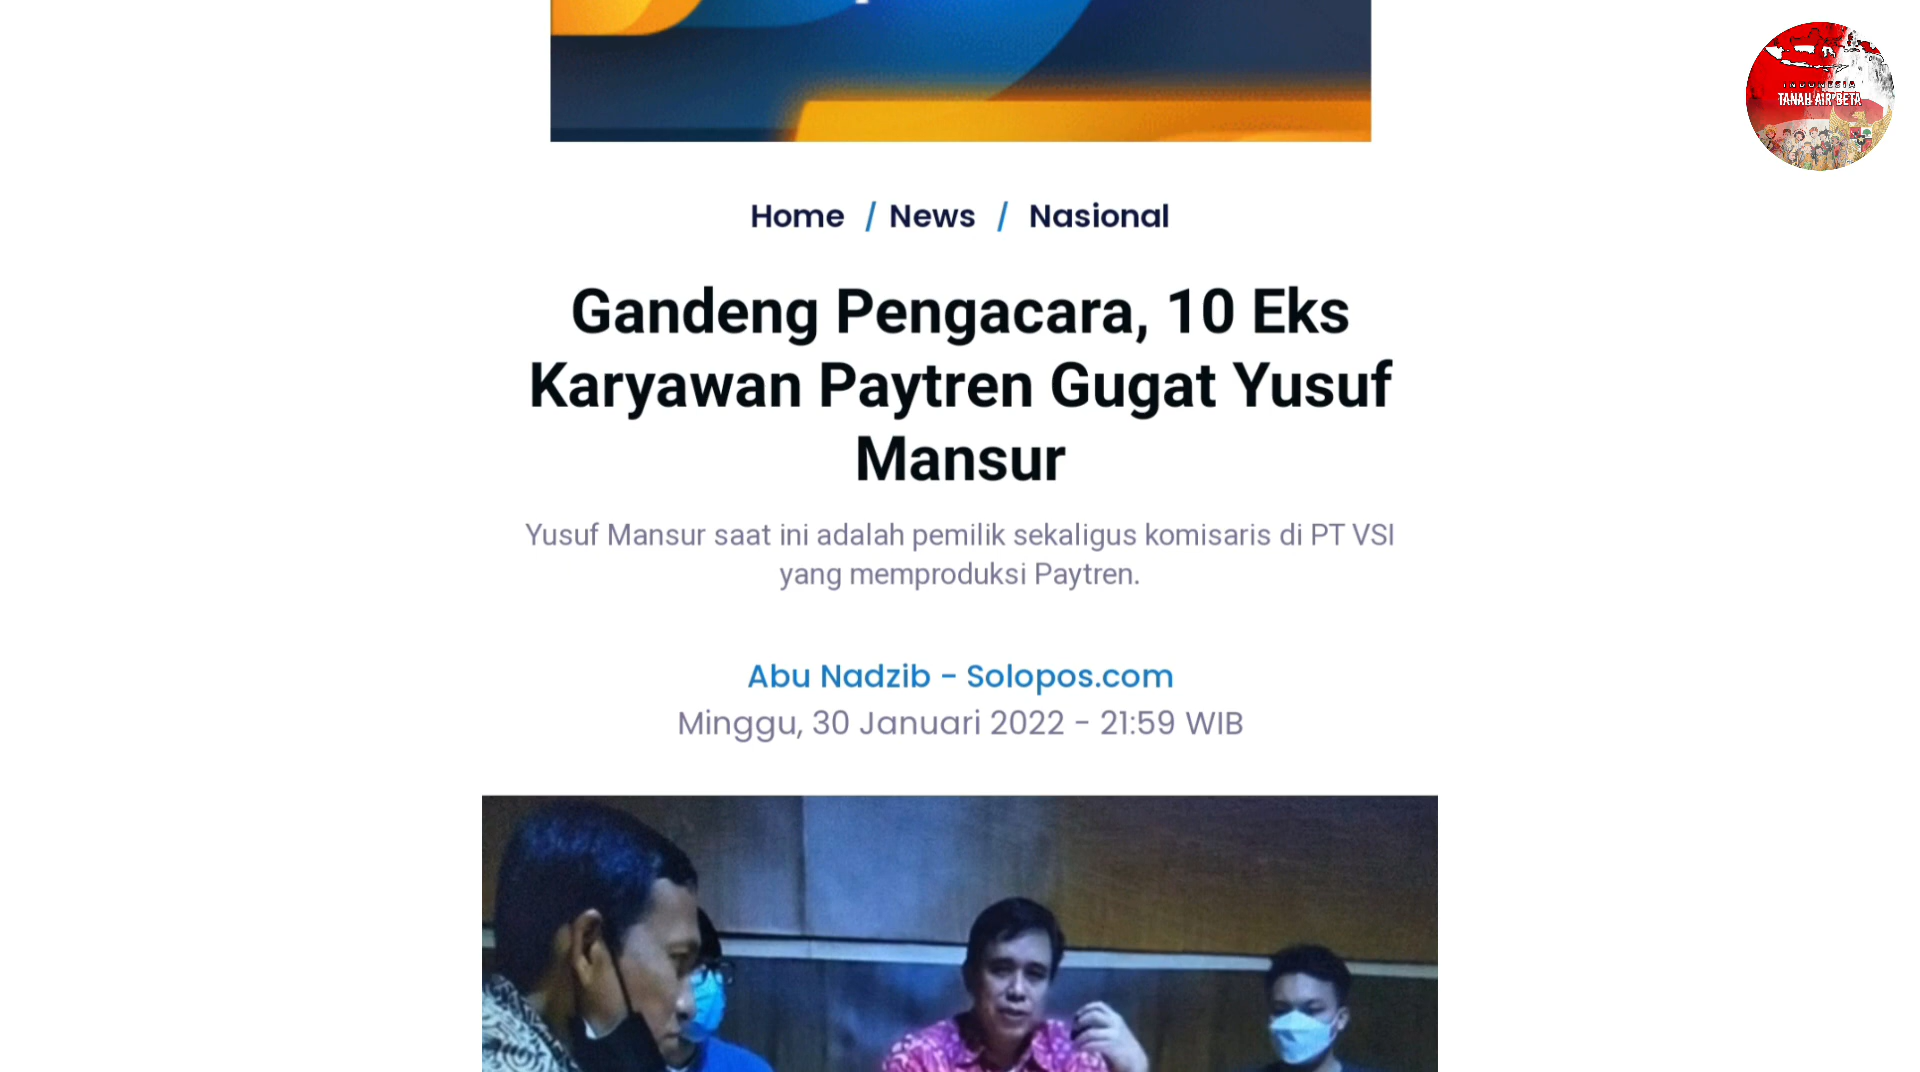 INDONESIA
TANAH AIR BETA
Home / News / Nasional
Gandeng Pengacara, 10 Eks
Karyawan Paytren Gugat Yusuf
Mansur
Yusuf Mansur saat ini adalah pemilik sekaligus komisaris di PT VSI
yang memproduksi Paytren.
Abu Nadzib - Solopos.com
Minggu, 30 Januari 2022 - 21:59 WIB